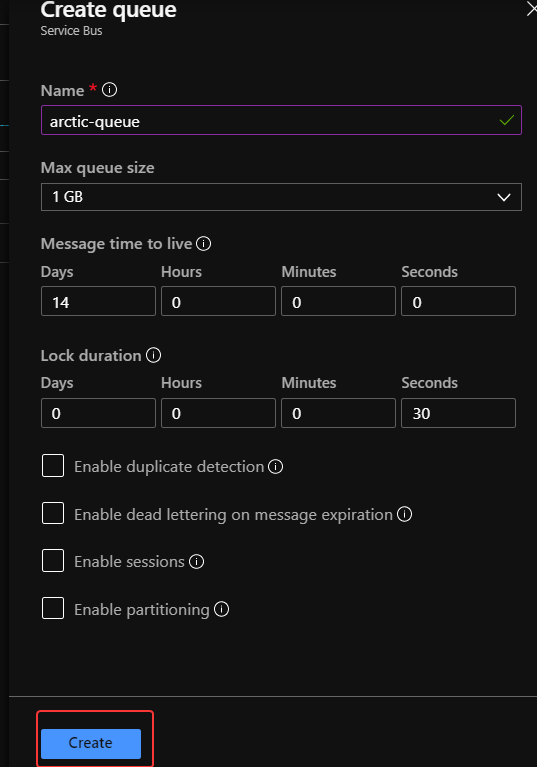 Create queue
Service Bus
Name *
arctic-queue
Max queue size
1 GB
Message time to live
Days Hours Minutes Seconds
14 0 0 0
Lock duration
Days Hours Minutes Seconds
0 0 0 30
Enable duplicate detection
Enable dead lettering on message expiration
Enable sessions
Enable partitioning
Create